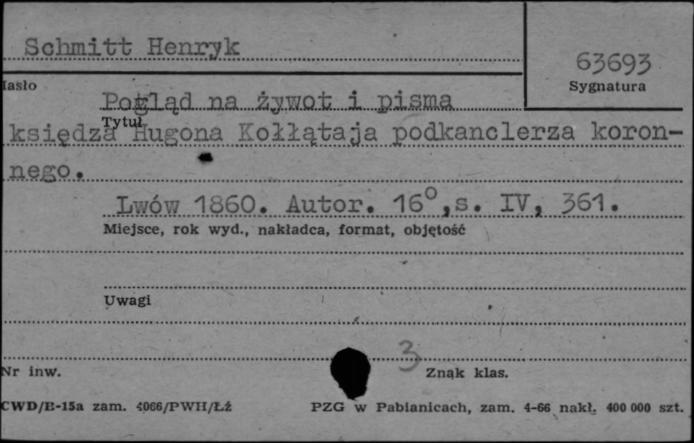 Schmitt Henryk
63693
Hasło
Sygnatura
Pogląd na żywot i pisma
Tytuł
księdza Hugona Kołłątaja podkanclerza koron-
nego.
Lwów 1860. Autor. 16°,s. IV, 361.
Miejsce, rok wyd., nakładca, format, objętość
Uwagi
3
Nr inw.
Znak klas.
CWD/B-15a zam. 4066/PWH/Łź
PZG w Pabianicach, zam. 4-66 nakł. 400 000 szt.